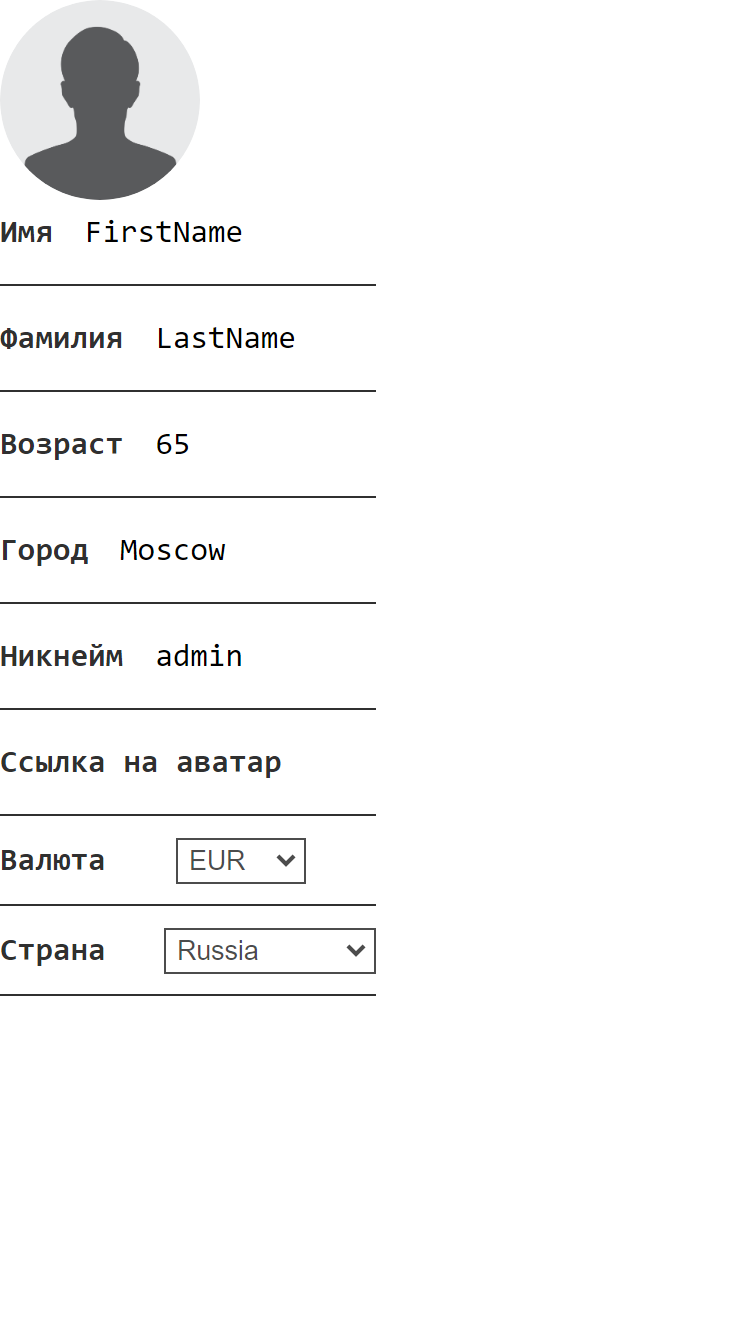 Имя FirstName
Фамилия LastName
Возраст 65
Город Moscow
Никнейм admin
Ссылка на аватар
Валюта EUR
Страна Russia